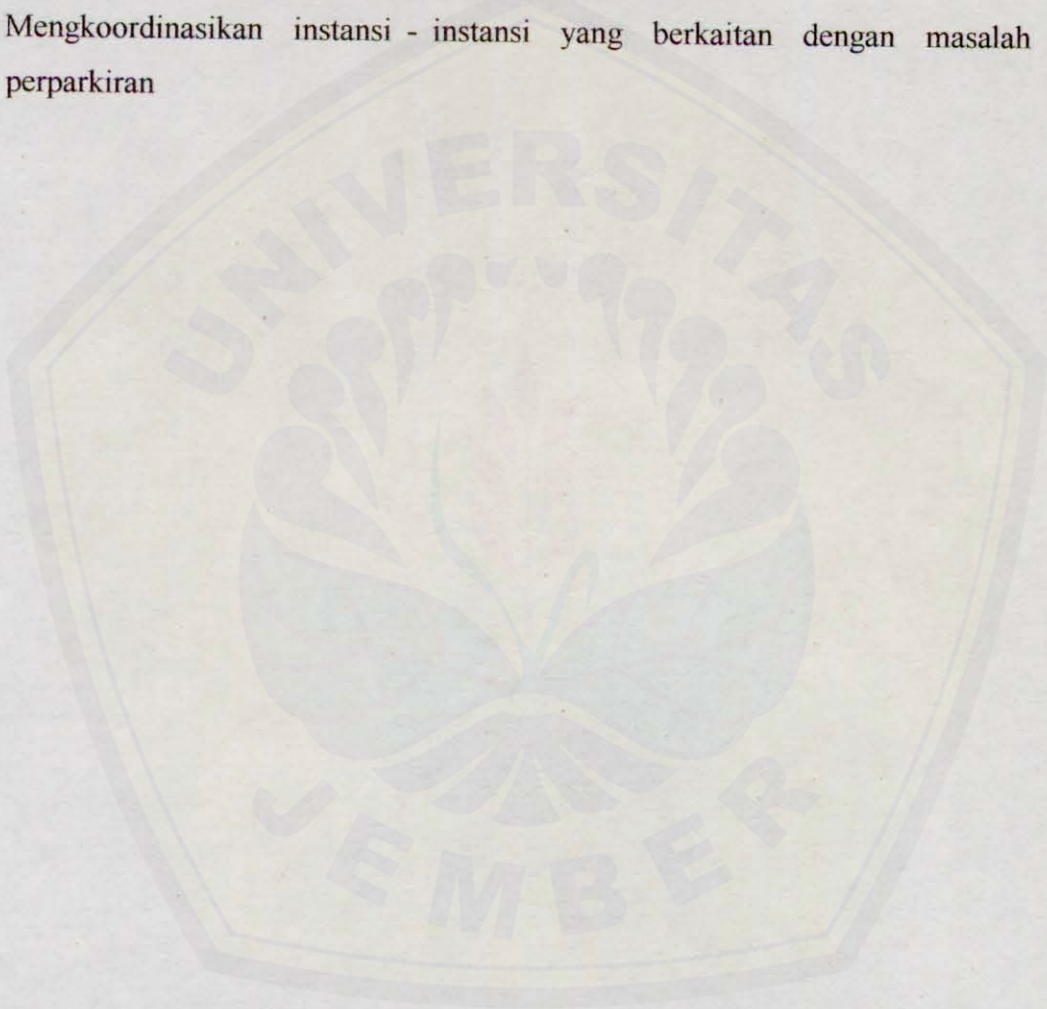 Mengkoordinasikan instansi - instansi yang berkaitan dengan masalah
perparkiran
UNIVERSITAS
JEMBER